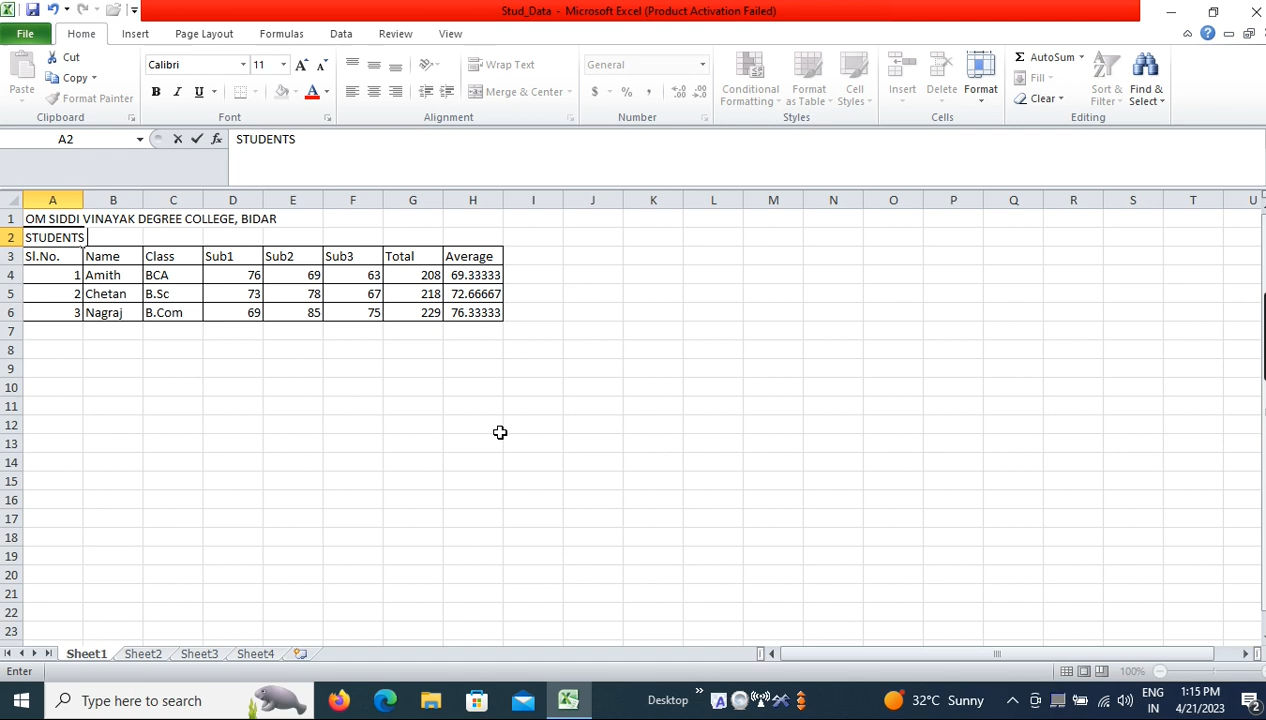 Stud_Data - Microsoft Excel (Product Activation Failed)
File Home Insert Page Layout Formulas Data Review View
Paste Cut Copy Format Painter Clipboard
Calibri 11 A A B I U A Font
Wrap Text Merge & Center Alignment
General $ % , Number
Conditional Formatting Format as Table Cell Styles Styles
Insert Delete Format Cells
AutoSum Fill Clear Sort & Filter Find & Select Editing
A2 fx STUDENTS
A B C D E F G H I J K L M N O P Q R S T U
1 OM SIDDI VINAYAK DEGREE COLLEGE, BIDAR
2 STUDENTS
3 Sl.No. Name Class Sub1 Sub2 Sub3 Total Average
4 1 Amith BCA 76 69 63 208 69.33333
5 2 Chetan B.Sc 73 78 67 218 72.66667
6 3 Nagraj B.Com 69 85 75 229 76.33333
7
8
9
10
11
12
13
14
15
16
17
18
19
20
21
22
23
Sheet1 Sheet2 Sheet3 Sheet4
Enter 100%
Type here to search Desktop A 32°C Sunny ENG IN 1:15 PM 4/21/2023 2